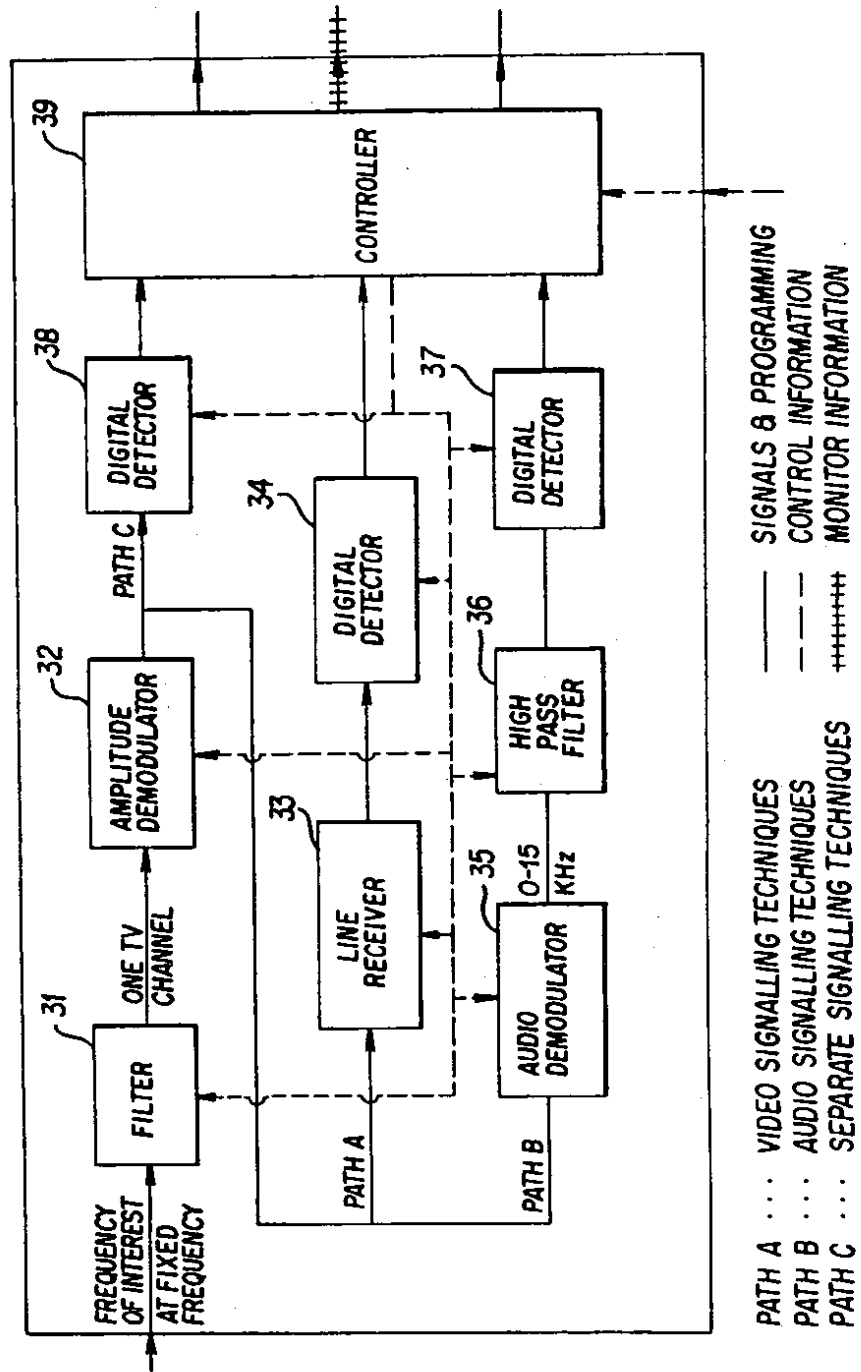 FREQUENCY
OF INTEREST
AT FIXED
FREQUENCY
31
FILTER
ONE TV
CHANNEL
32
AMPLITUDE
DEMODULATOR
PATH C
38
DIGITAL
DETECTOR
39
CONTROLLER
PATH A
33
LINE
RECEIVER
34
DIGITAL
DETECTOR
PATH B
35
AUDIO
DEMODULATOR
0-15
KHz
36
HIGH
PASS
FILTER
37
DIGITAL
DETECTOR
PATH A ... VIDEO SIGNALLING TECHNIQUES
PATH B ... AUDIO SIGNALLING TECHNIQUES
PATH C ... SEPARATE SIGNALLING TECHNIQUES
SIGNALS & PROGRAMMING
CONTROL INFORMATION
MONITOR INFORMATION